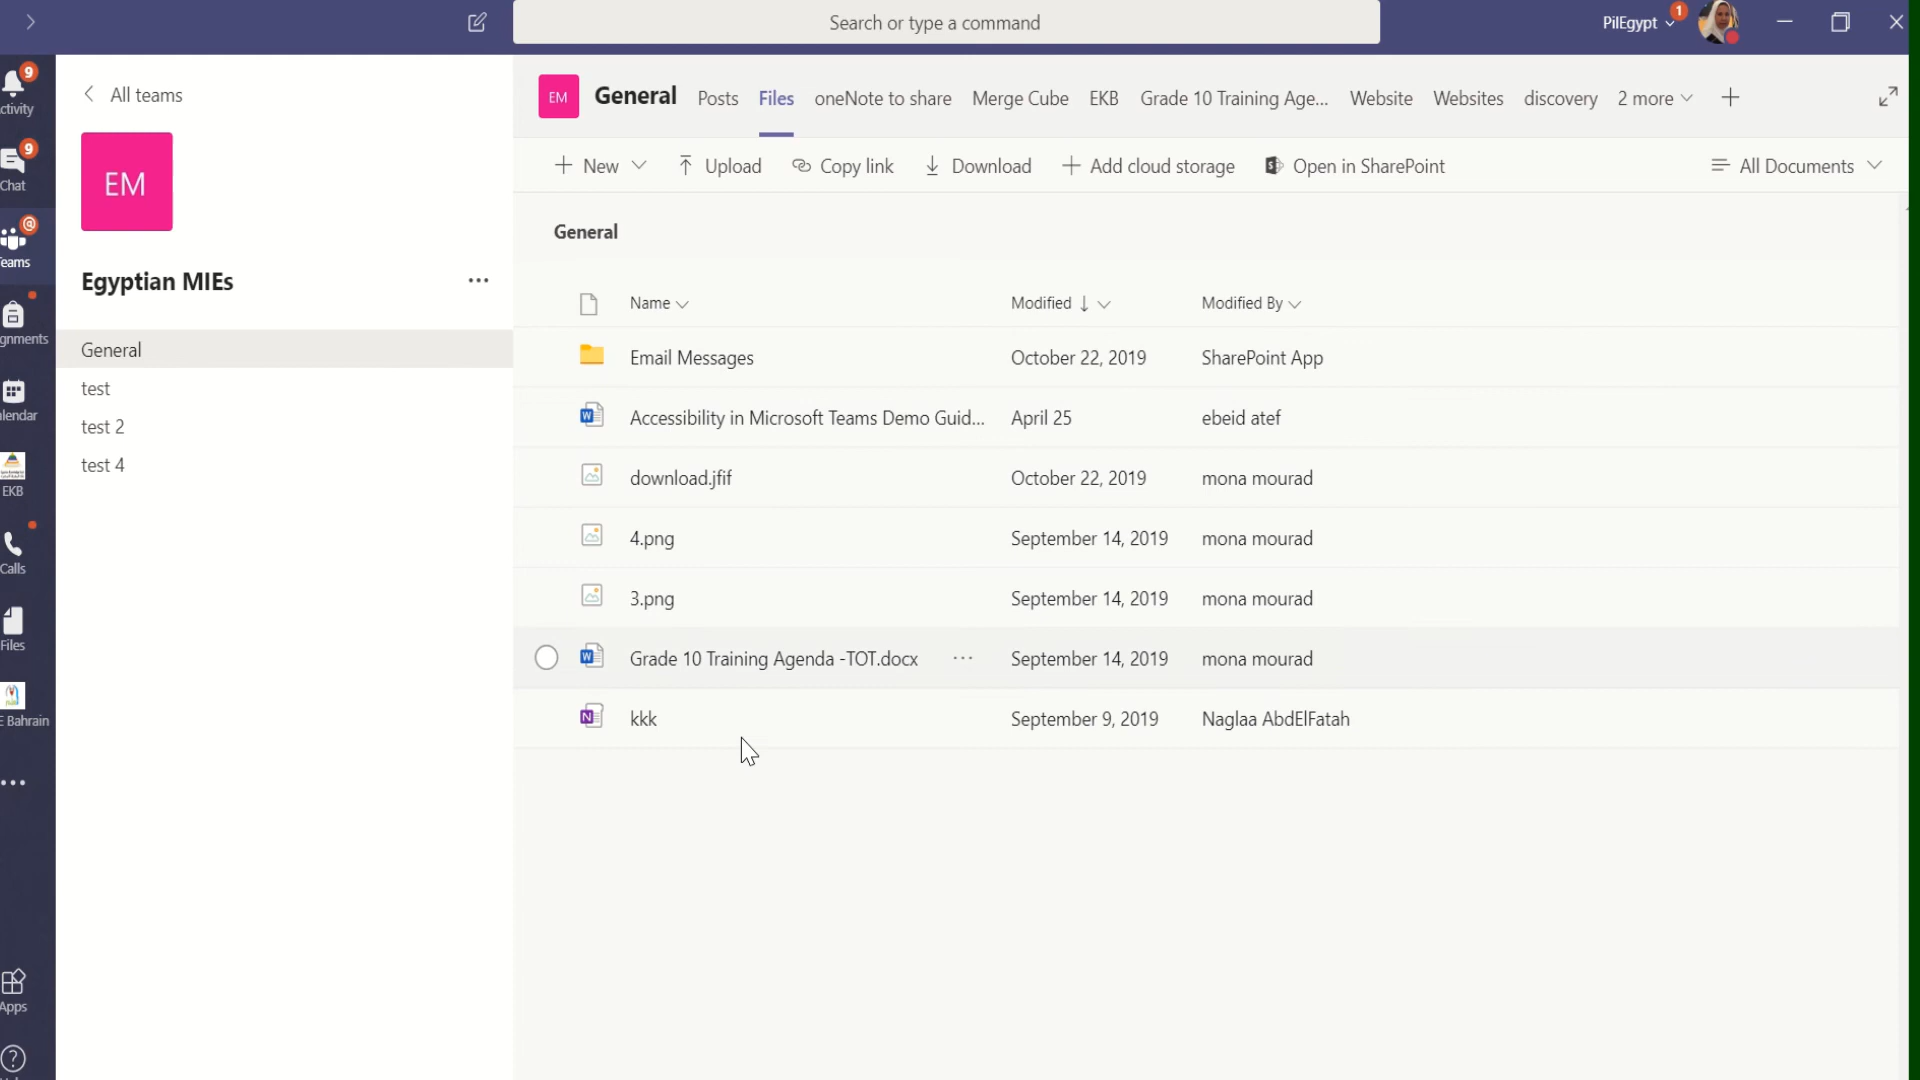 Search or type a command
PilEgypt
1
9
ctivity
All teams
EM
General
Posts
Files
oneNote to share
Merge Cube
EKB
Grade 10 Training Age...
Website
Websites
discovery
2 more
9
Chat
EM
New
Upload
Copy link
Download
Add cloud storage
Open in SharePoint
All Documents
@
eams
General
Egyptian MIEs
Name
Modified
Modified By
gnments
General
Email Messages
October 22, 2019
SharePoint App
test
lendar
Accessibility in Microsoft Teams Demo Guid...
April 25
ebeid atef
test 2
test 4
download.jfif
October 22, 2019
mona mourad
EKB
4.png
September 14, 2019
mona mourad
Calls
3.png
September 14, 2019
mona mourad
Files
Grade 10 Training Agenda -TOT.docx
September 14, 2019
mona mourad
E Bahrain
kkk
September 9, 2019
Naglaa AbdElFatah
Apps